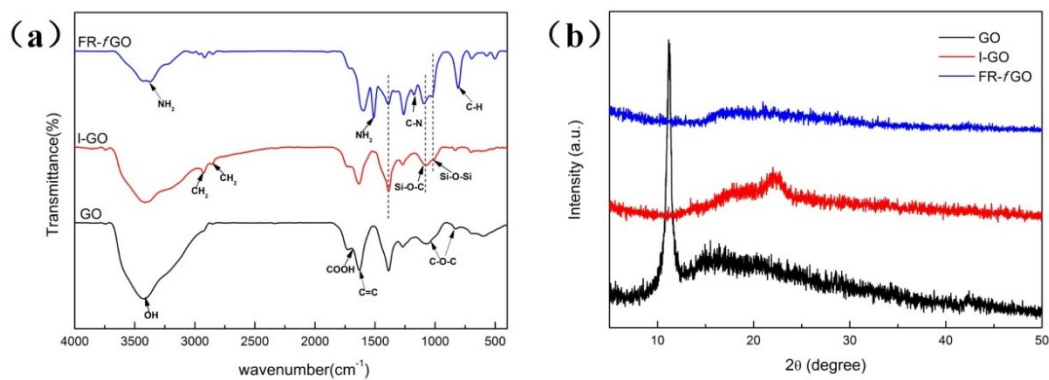 (a)
FR-fGO
NH2
NH2
C-N
C-H
I-GO
CH2
CH2
Si-O-C
Si-O-Si
GO
OH
COOH
C=C
C-O-C
Transmittance(%)
4000 3500 3000 2500 2000 1500 1000 500
wavenumber(cm-1)
(b)
GO
I-GO
FR-fGO
Intensity (a.u.)
10 20 30 40 50
2θ (degree)